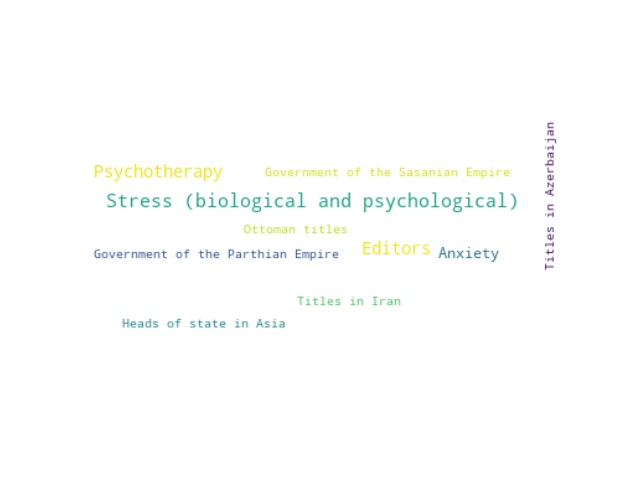 Psychotherapy
Government of the Sasanian Empire
Stress (biological and psychological)
Ottoman titles
Editors
Government of the Parthian Empire
Anxiety
Titles in Iran
Heads of state in Asia
Titles in Azerbaijan